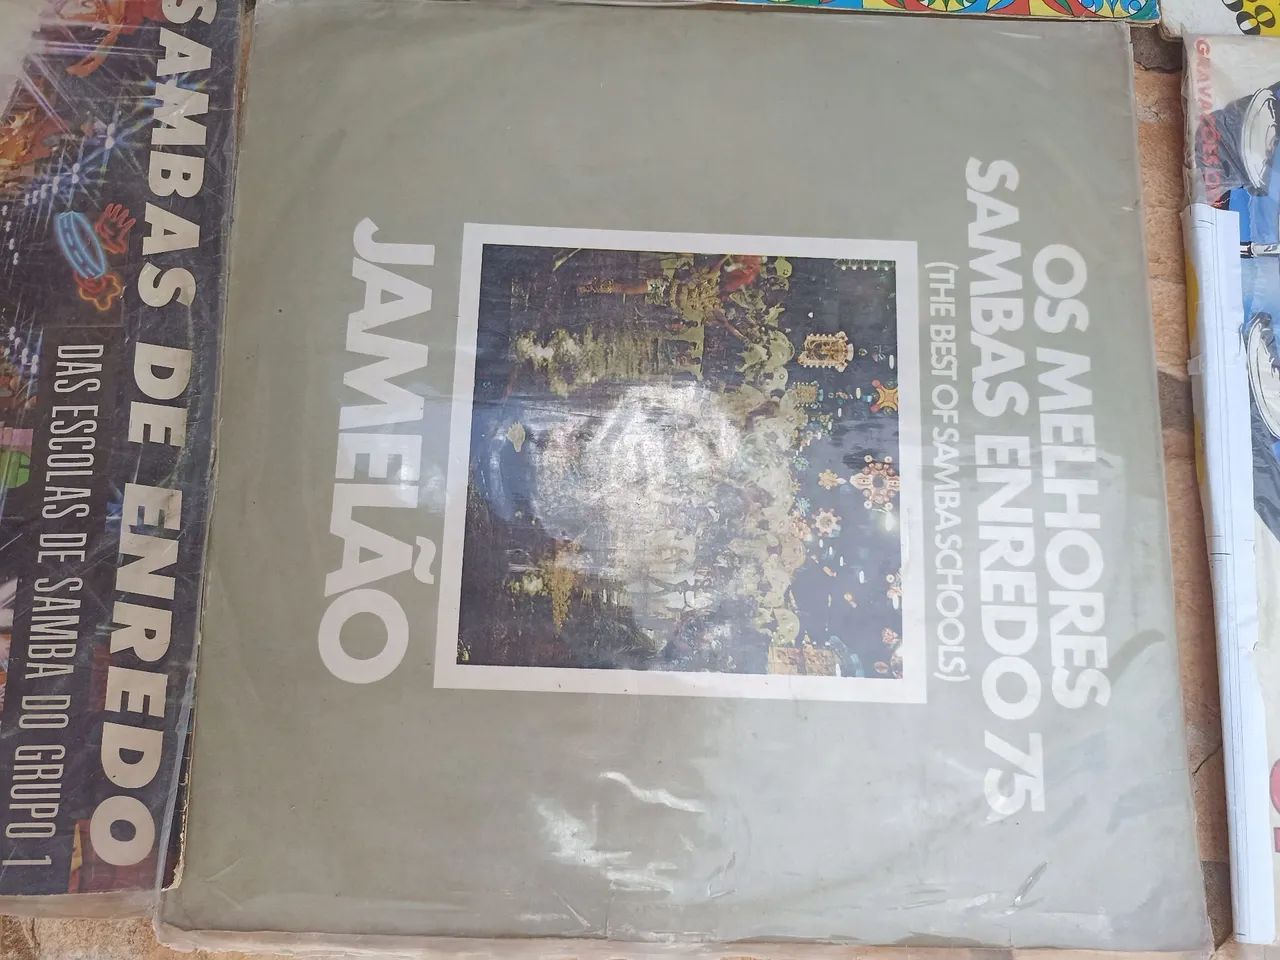 OS MELHORES
SAMBAS ENREDO 75
(THE BEST OF SAMBA SCHOOLS)
JAMELÃO
SAMBAS DE ENREDO
DAS ESCOLAS DE SAMBA DO GRUPO 1